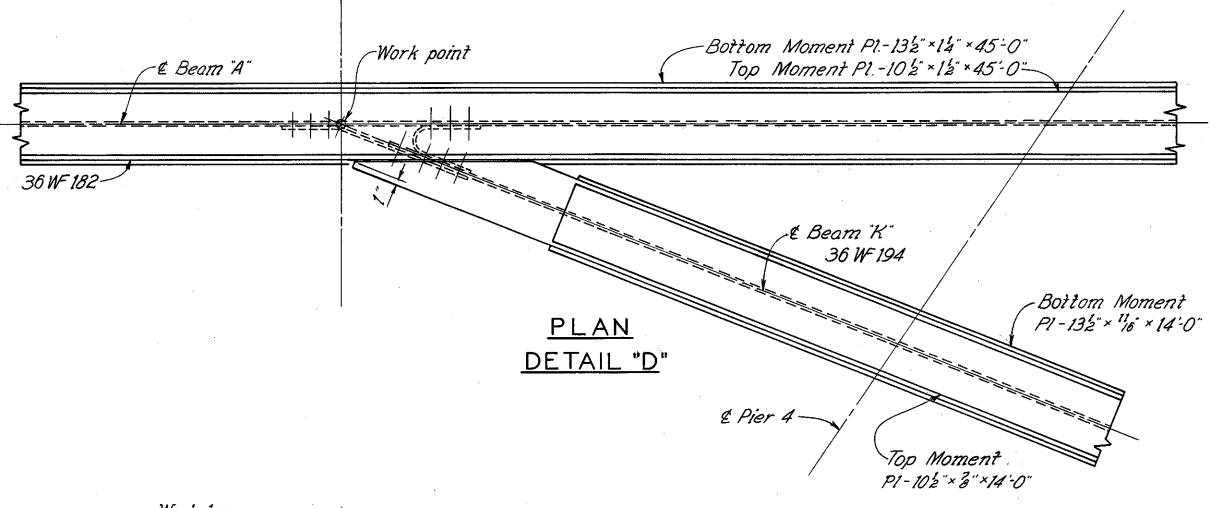 Bottom Moment Pl.-13½"×1¼"×45'-0"
Top Moment Pl.-10½"×1½"×45'-0"
Work point
℄ Beam "A"
36 WF 182
1"
℄ Beam "K"
36 WF 194
Bottom Moment
Pl-13½"×11/16"×14'-0"
PLAN
DETAIL "D"
℄ Pier 4
Top Moment
Pl-10½"×⅞"×14'-0"